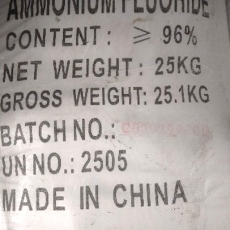 AMMONIUM FLUORIDE
CONTENT: ≥ 96%
NET WEIGHT: 25KG
GROSS WEIGHT: 25.1KG
BATCH NO.:
UN NO.: 2505
MADE IN CHINA